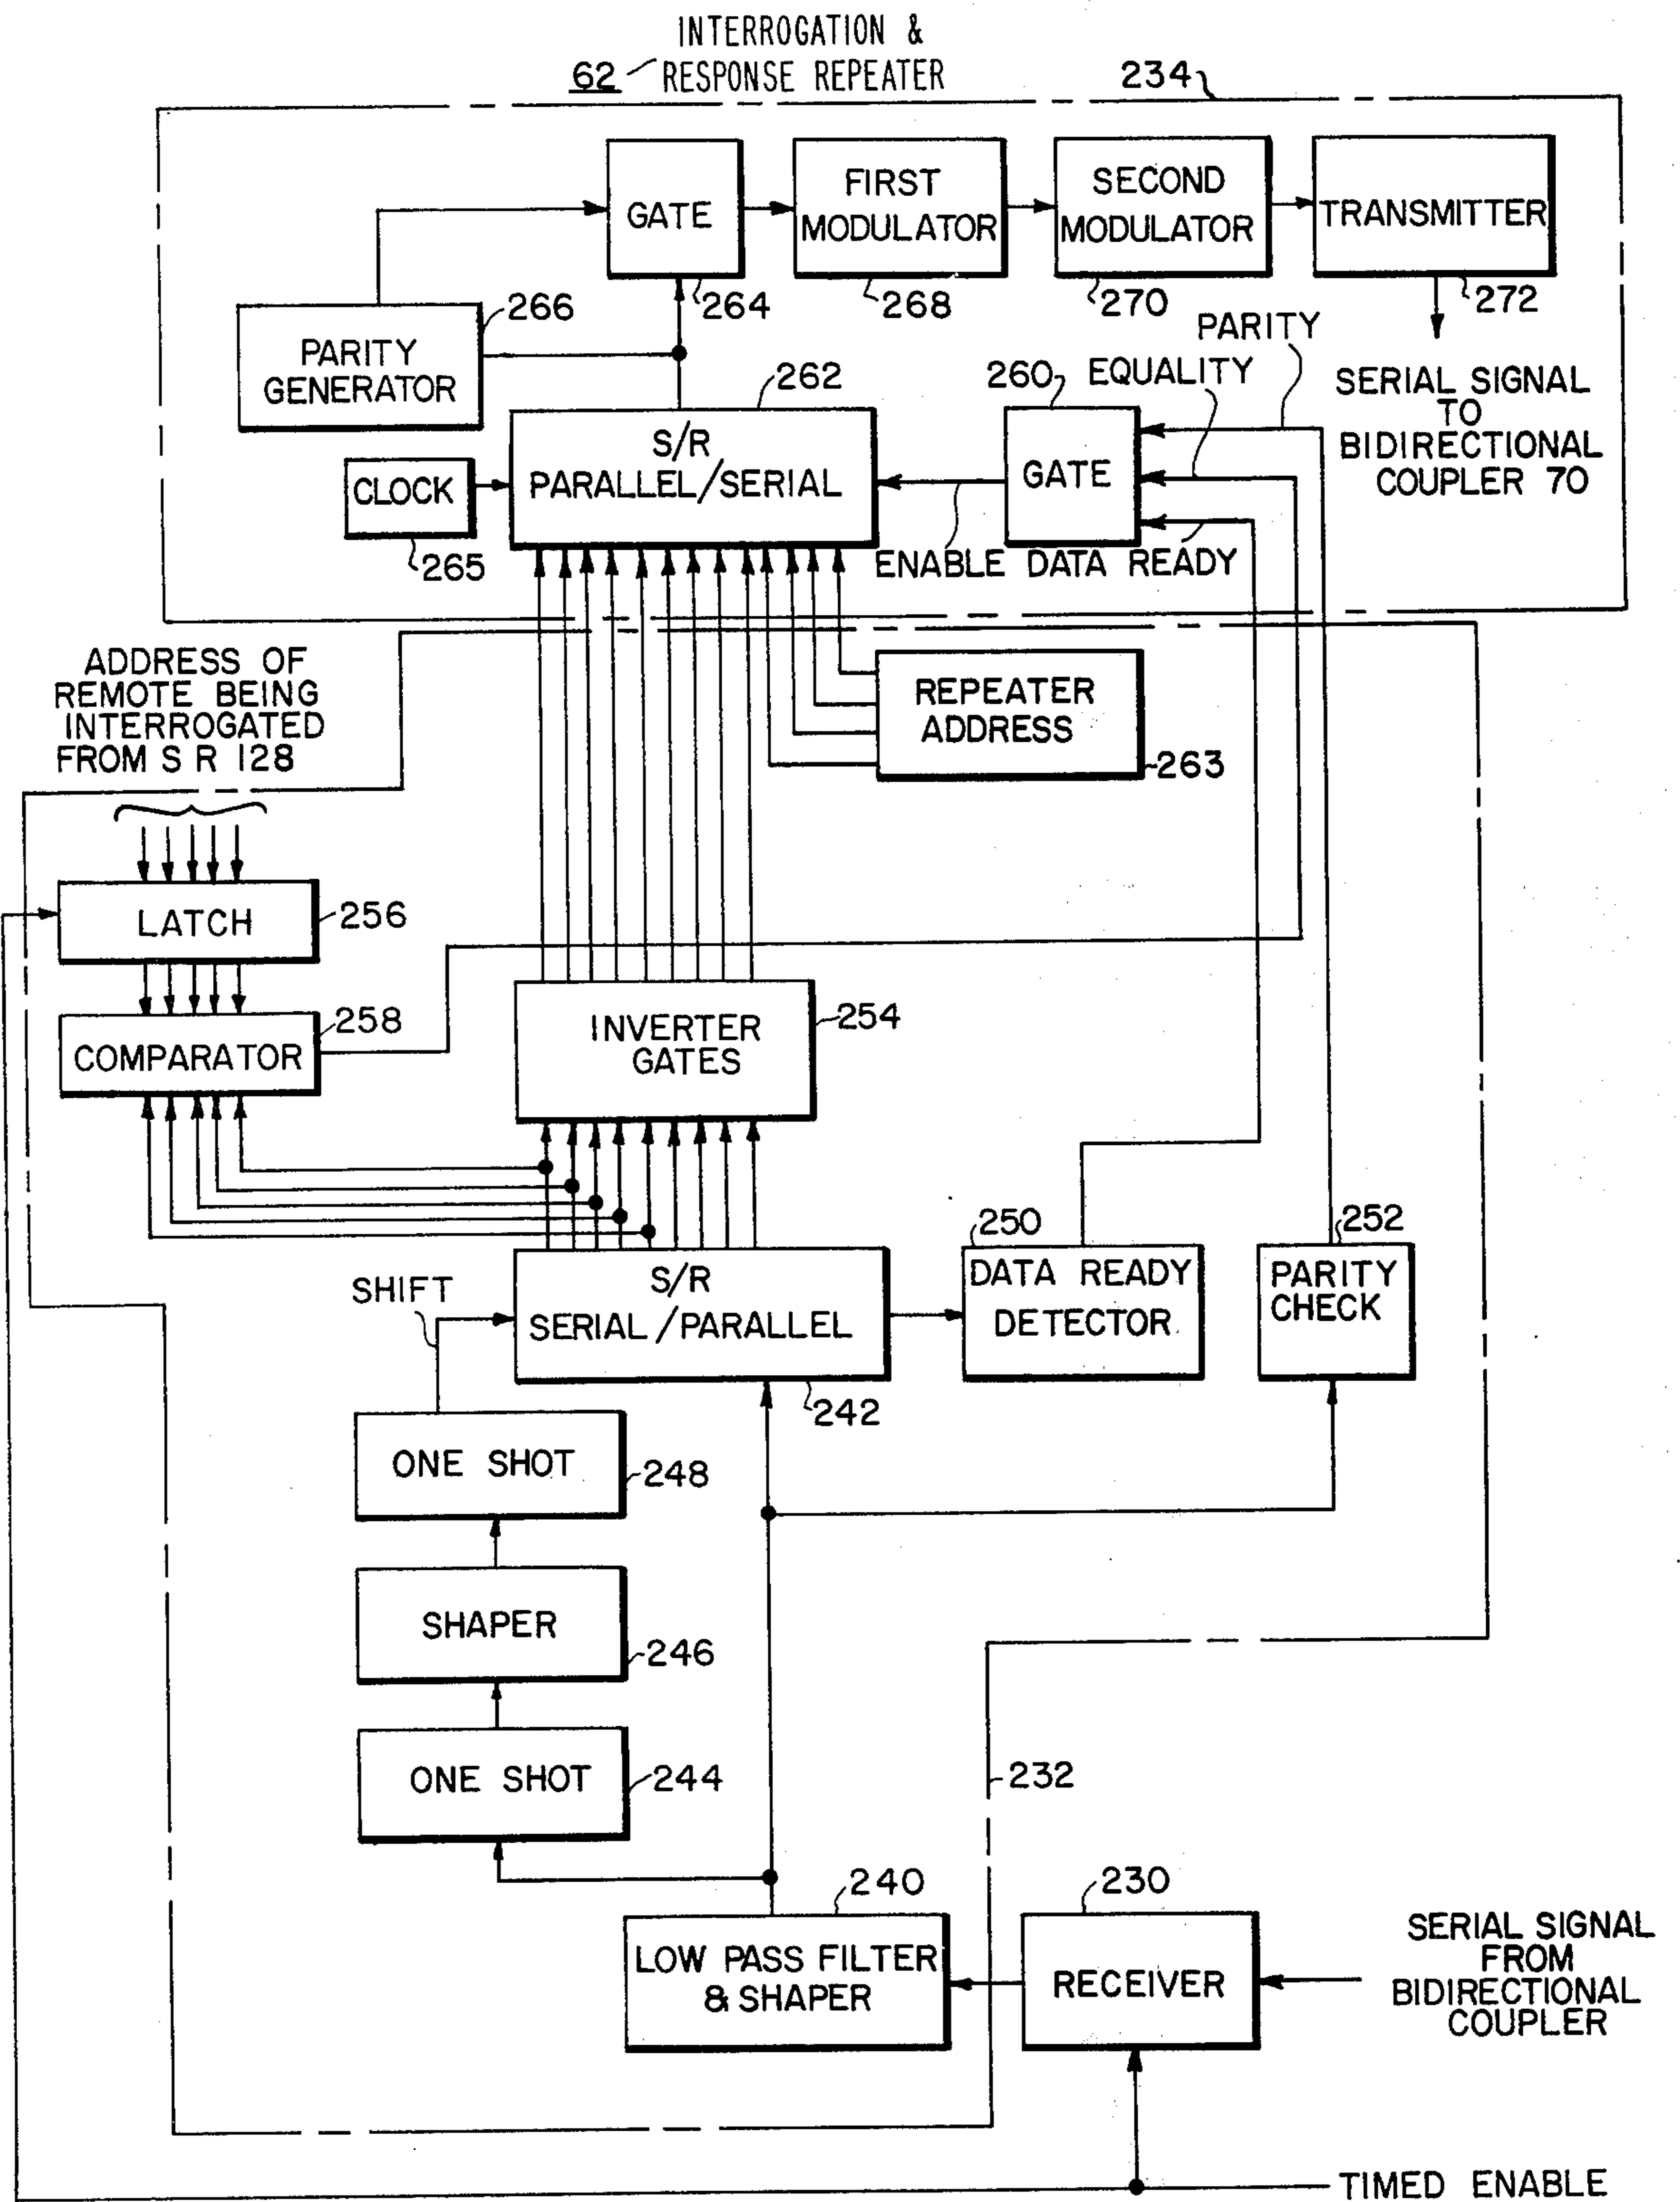 INTERROGATION &
62 RESPONSE REPEATER
234
GATE
264
FIRST
MODULATOR
268
SECOND
MODULATOR
270
TRANSMITTER
272
PARITY
GENERATOR
266
PARITY
EQUALITY
SERIAL SIGNAL
TO
BIDIRECTIONAL
COUPLER 70
262
S/R
PARALLEL/SERIAL
260
GATE
CLOCK
265
ENABLE
DATA READY
ADDRESS OF
REMOTE BEING
INTERROGATED
FROM S R 128
REPEATER
ADDRESS
263
LATCH
256
COMPARATOR
258
INVERTER
GATES
254
SHIFT
S/R
SERIAL/PARALLEL
242
250
DATA READY
DETECTOR
252
PARITY
CHECK
ONE SHOT
248
SHAPER
246
ONE SHOT
244
232
240
LOW PASS FILTER
& SHAPER
230
RECEIVER
SERIAL SIGNAL
FROM
BIDIRECTIONAL
COUPLER
TIMED ENABLE